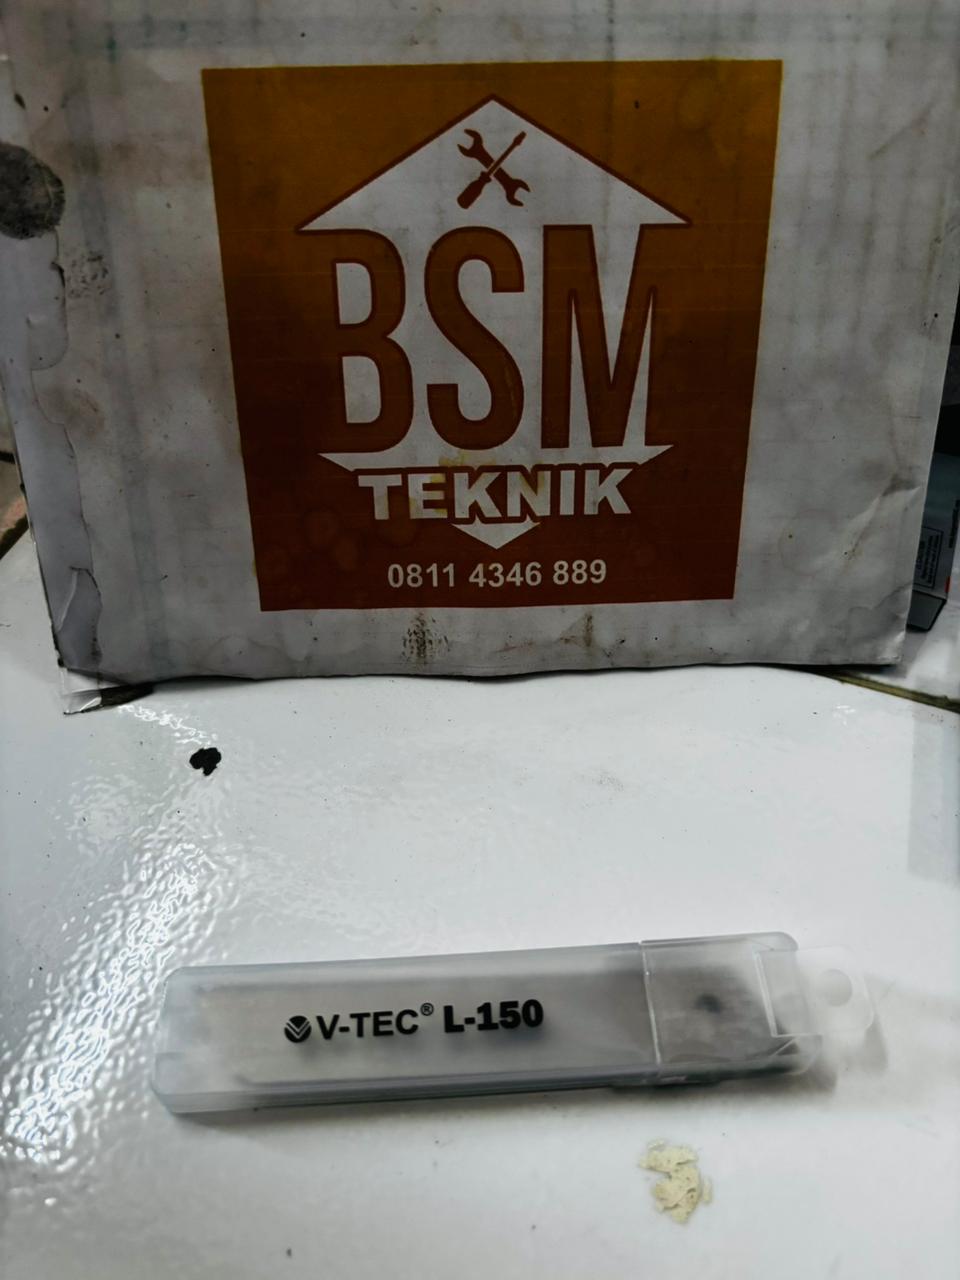 BSM
TEKNIK
0811 4346 889
V-TEC® L-150